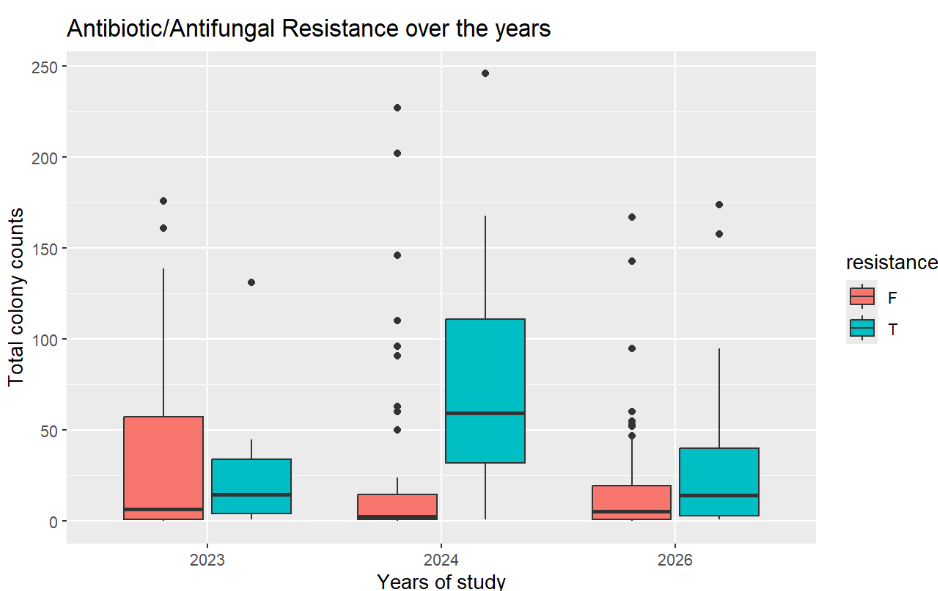 Antibiotic/Antifungal Resistance over the years
Total colony counts
250
200
150
100
50
0
2023
2024
2026
Years of study
resistance
F
T